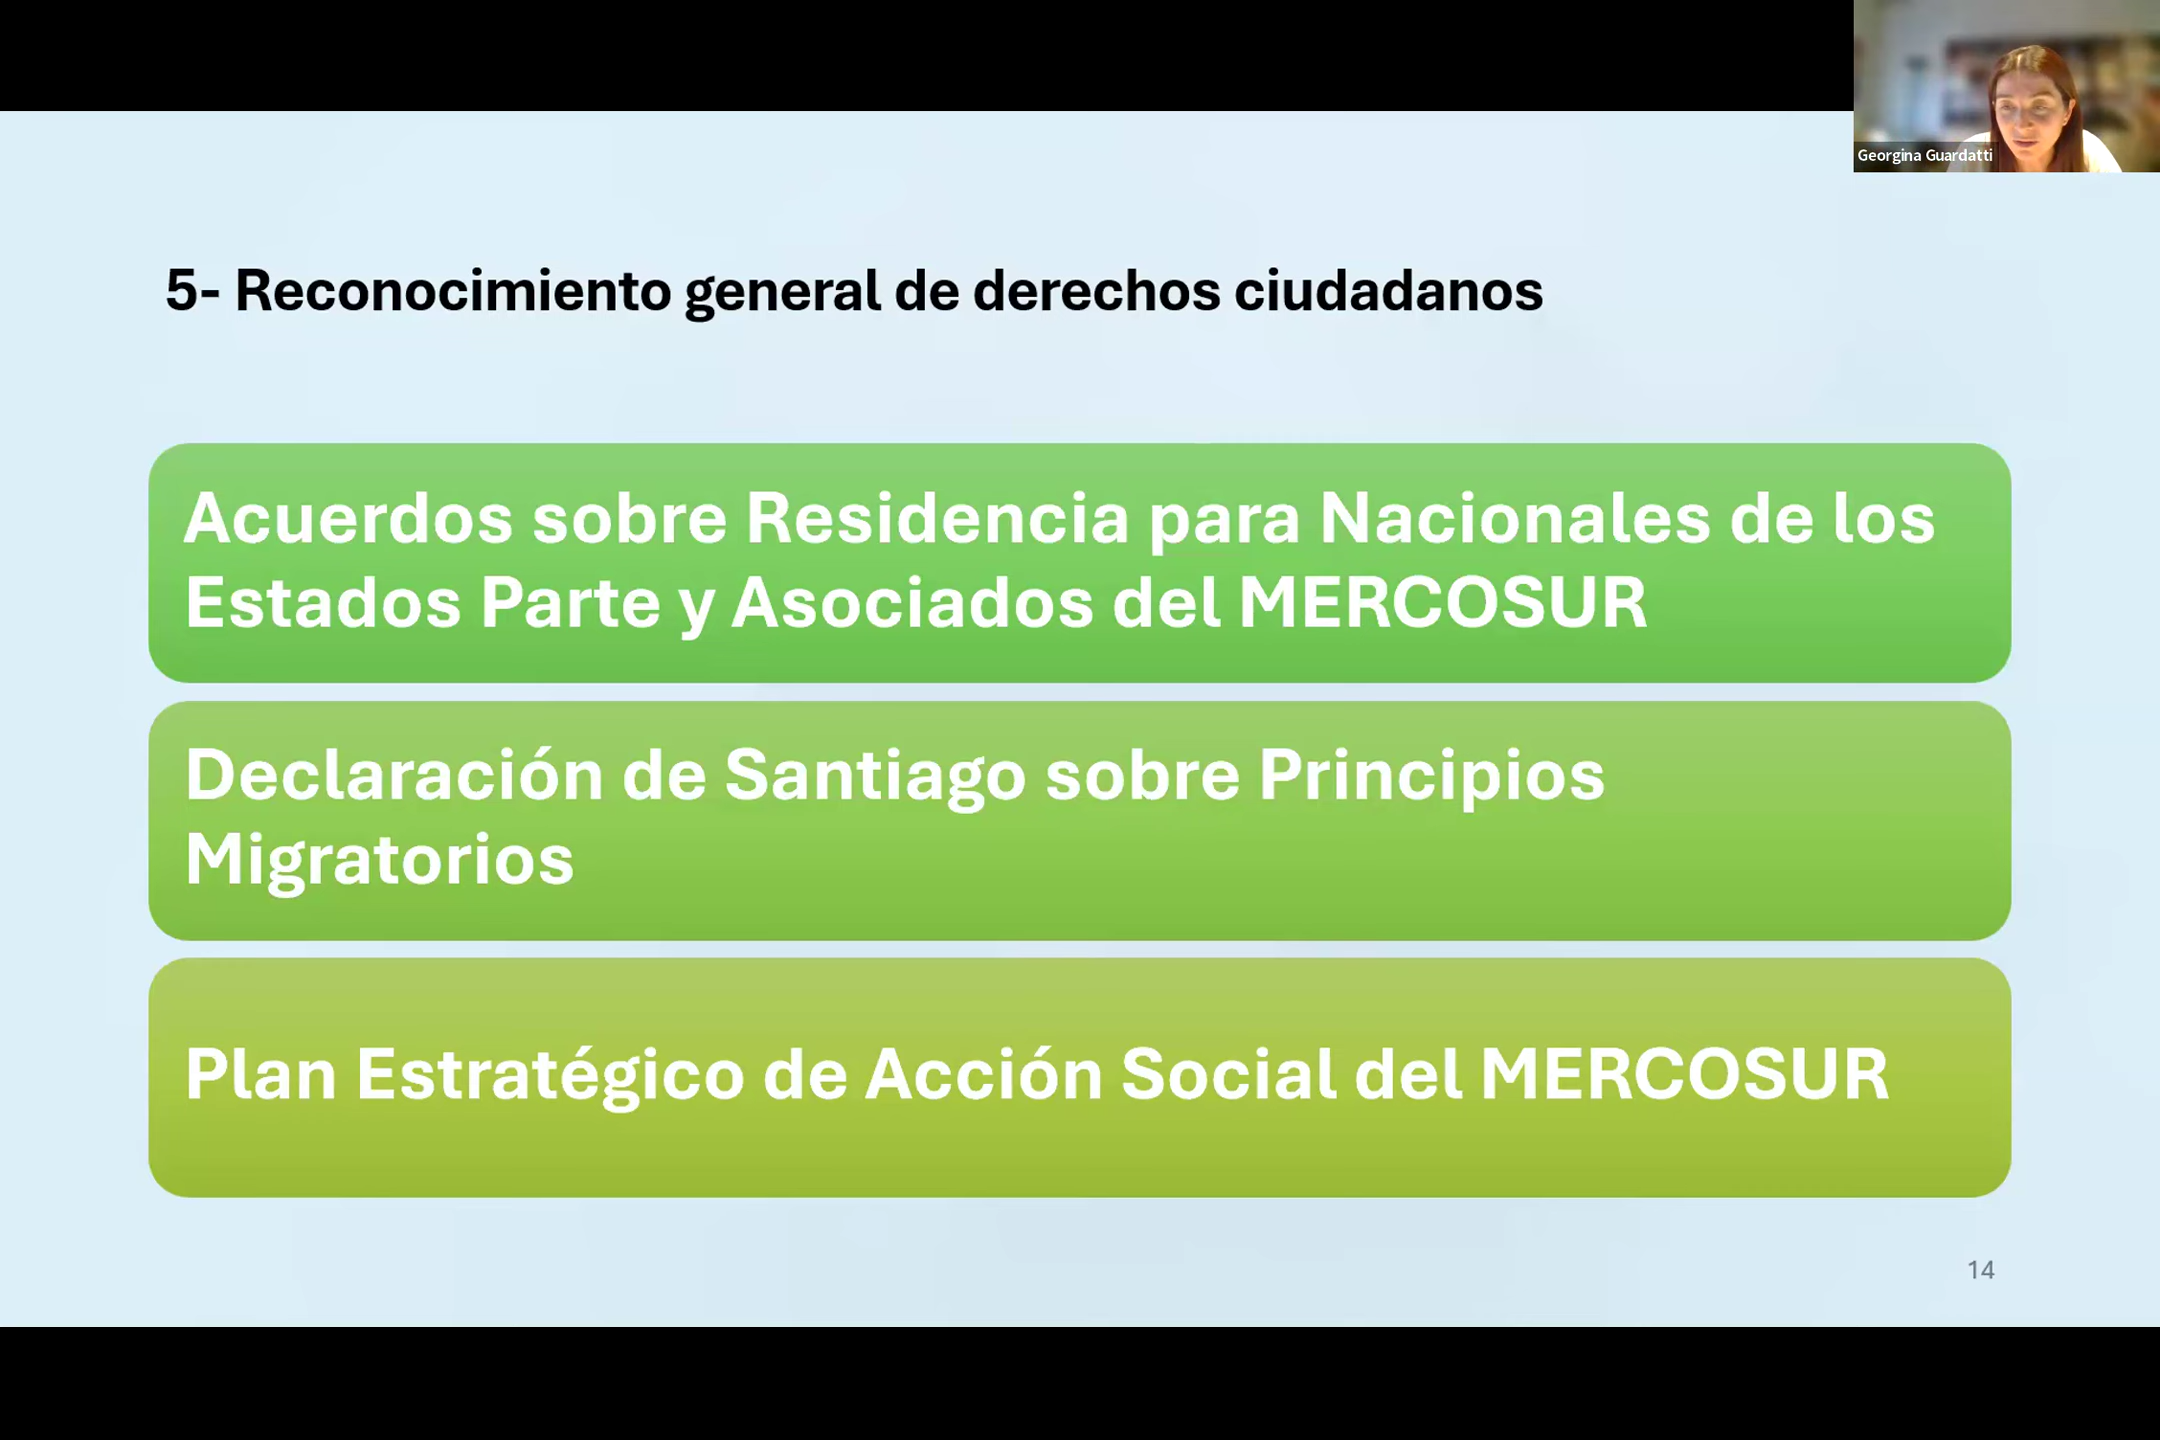 Georgina Guardatti
5- Reconocimiento general de derechos ciudadanos
Acuerdos sobre Residencia para Nacionales de los
Estados Parte y Asociados del MERCOSUR
Declaración de Santiago sobre Principios
Migratorios
Plan Estratégico de Acción Social del MERCOSUR
14